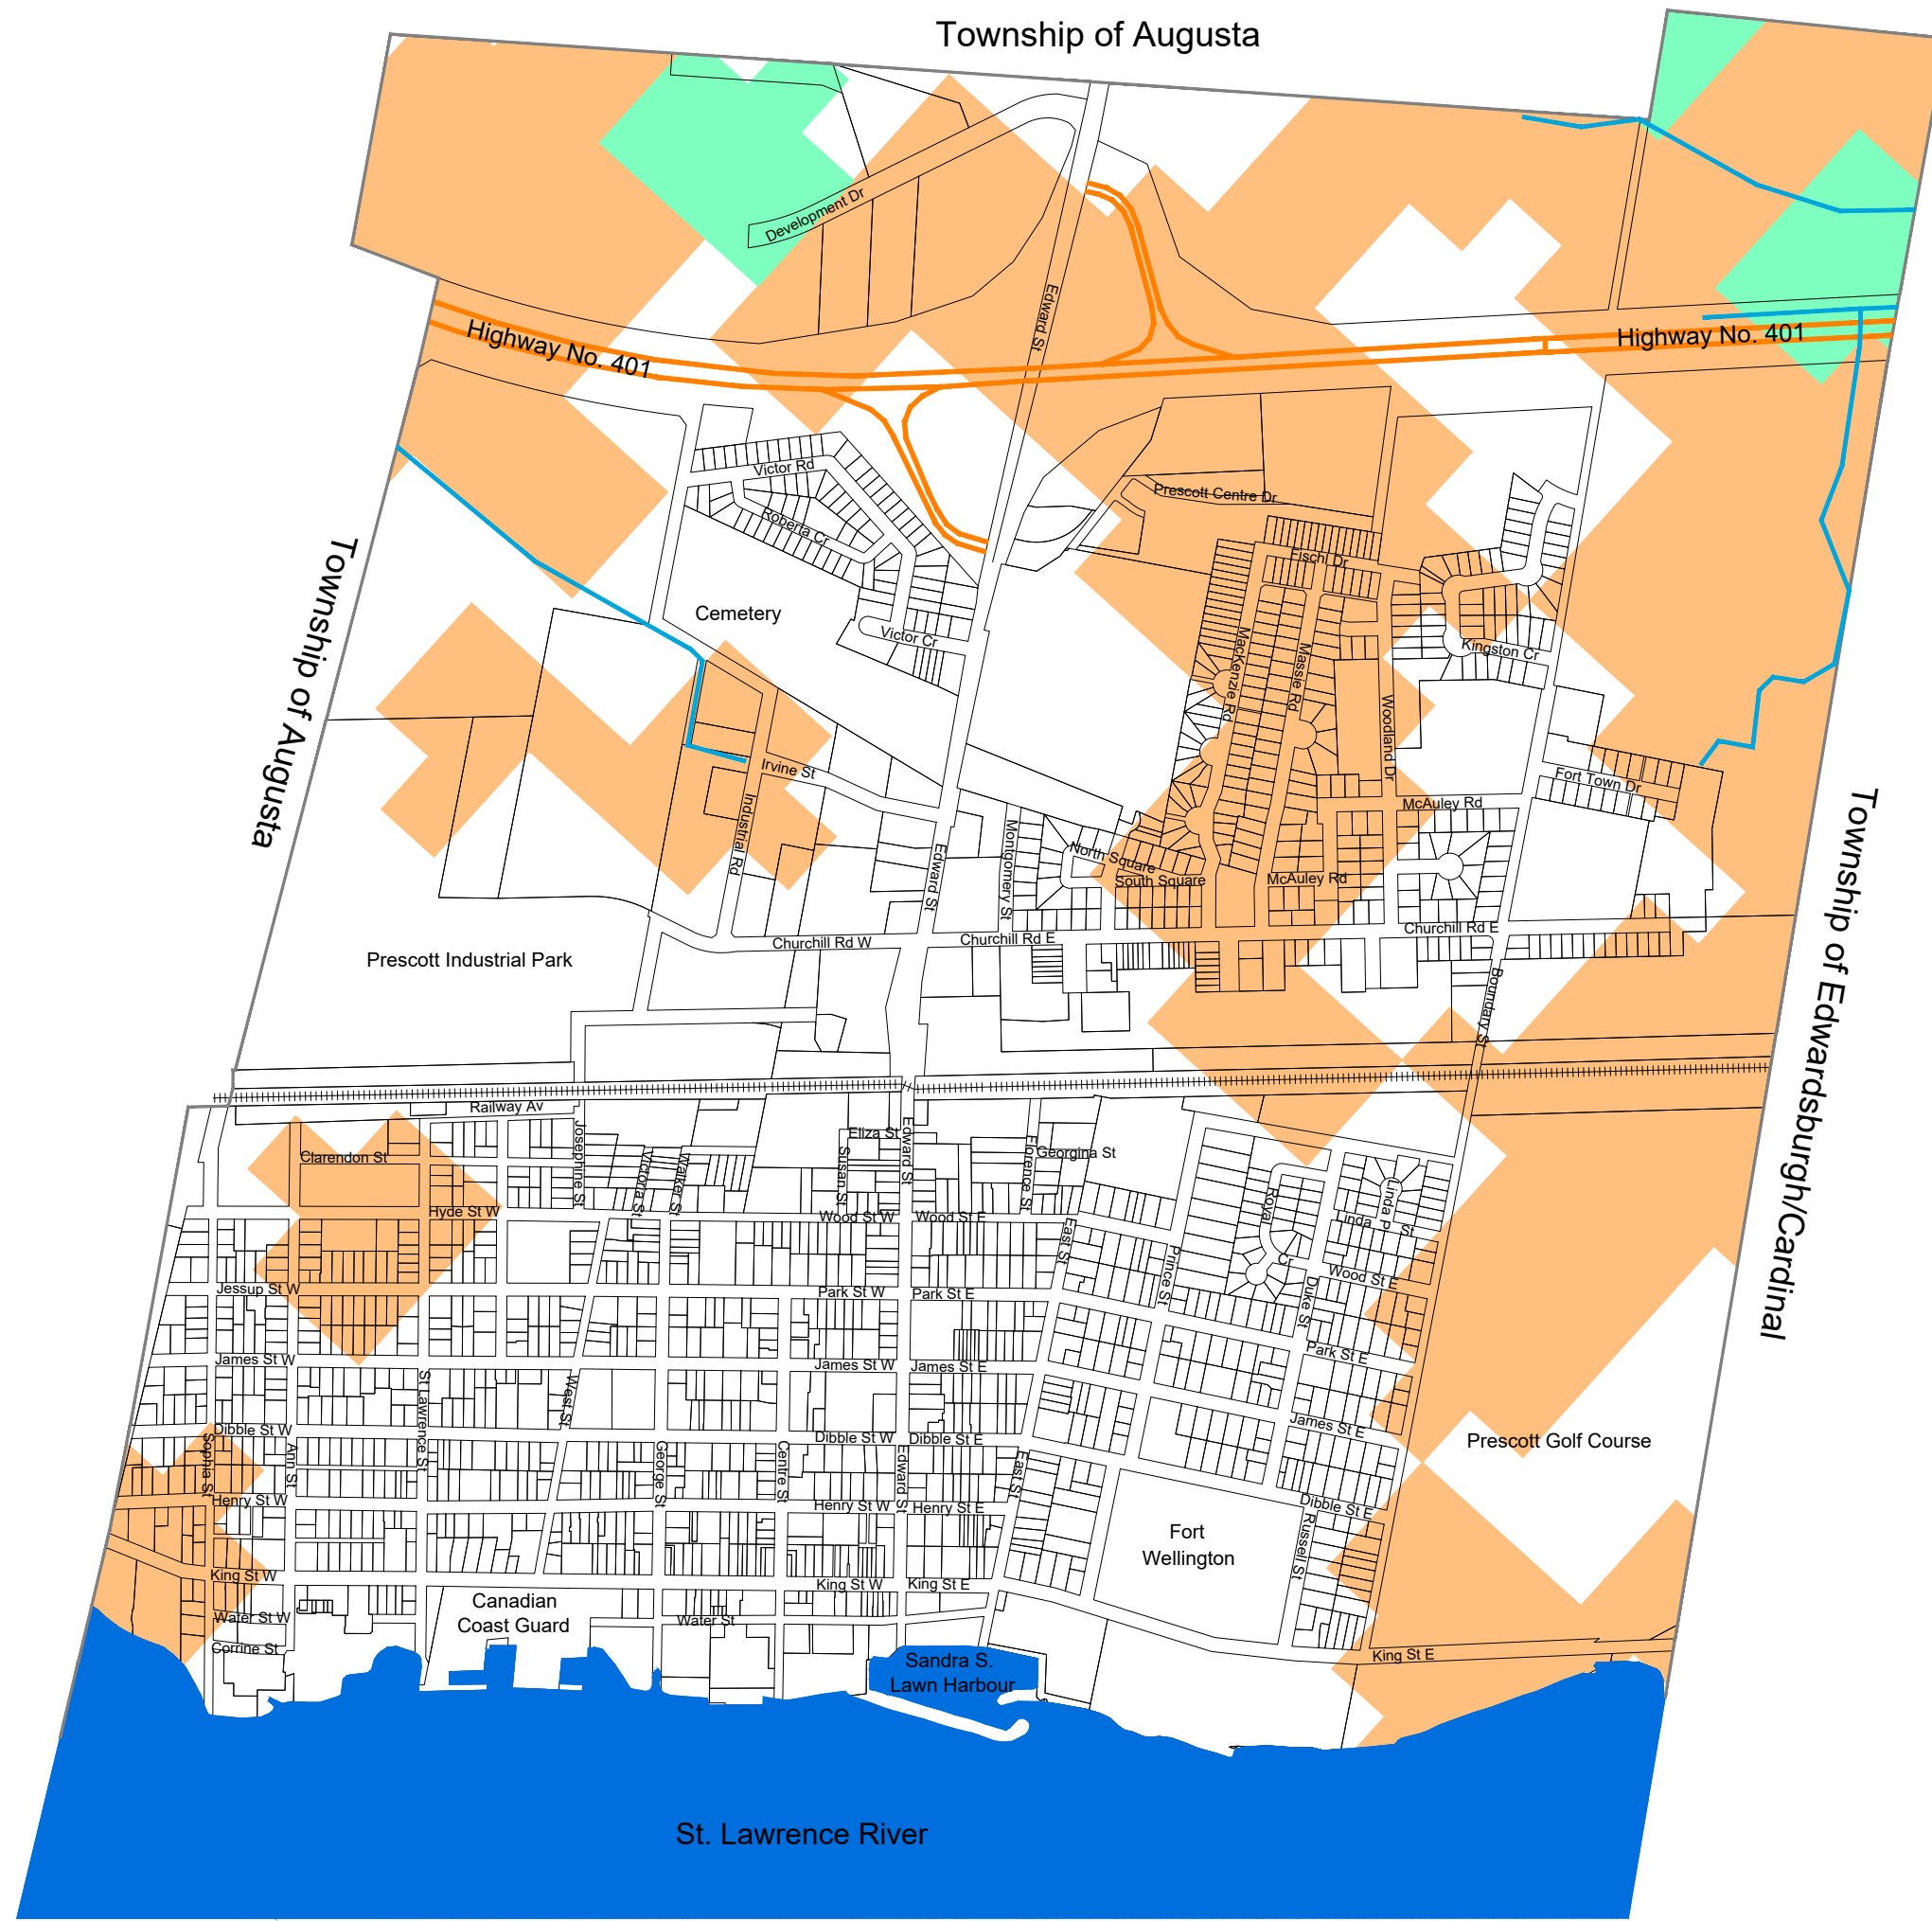 Township of Augusta
Development Dr
Edward St
Highway No. 401
Highway No. 401
Victor Rd
Roberta Cr
Prescott Centre Dr
Fischl Dr
Township of Augusta
Cemetery
Victor Cr
MacKenzie Rd
Massie Rd
Woodland Dr
Kingston Cr
Irvine St
Industrial Rd
Fort Town Dr
McAuley Rd
Township of Edwardsburgh/Cardinal
Edward St
Montgomery St
North Square
South Square
McAuley Rd
Churchill Rd W
Churchill Rd E
Churchill Rd E
Prescott Industrial Park
Boundary St
Railway Av
Josephine St
Eliza St
Edward St
Susan St
Florence St
Georgina St
Clarendon St
Victoria St
Walker St
Hyde St W
Wood St W
Wood St E
East St
Royal
Cr
Linda P
Linda
St
Prince St
Wood St E
Duke St
Jessup St W
Park St W
Park St E
Park St E
James St W
James St W
James St E
St Lawrence St
West St
James St E
Dibble St W
Dibble St W
Dibble St E
Prescott Golf Course
Sophia St
Ann St
George St
Centre St
Edward St
East St
Henry St W
Henry St W
Henry St E
Dibble St E
Fort
Wellington
Russell St
King St W
King St W
King St E
Canadian
Coast Guard
Water St W
Water St
Corrine St
King St E
Sandra S.
Lawn Harbour
St. Lawrence River